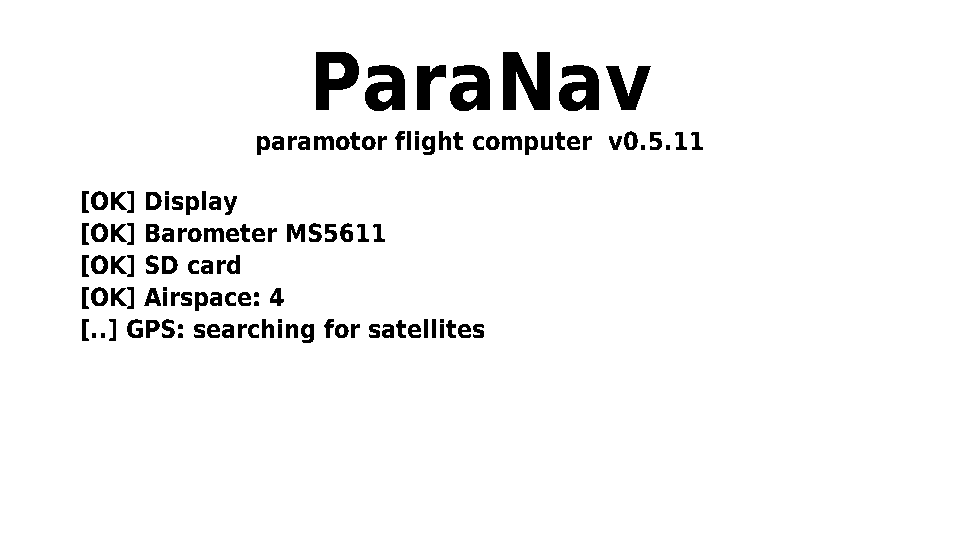 ParaNav
paramotor flight computer  v0.5.11
[OK] Display
[OK] Barometer MS5611
[OK] SD card
[OK] Airspace: 4
[..] GPS: searching for satellites